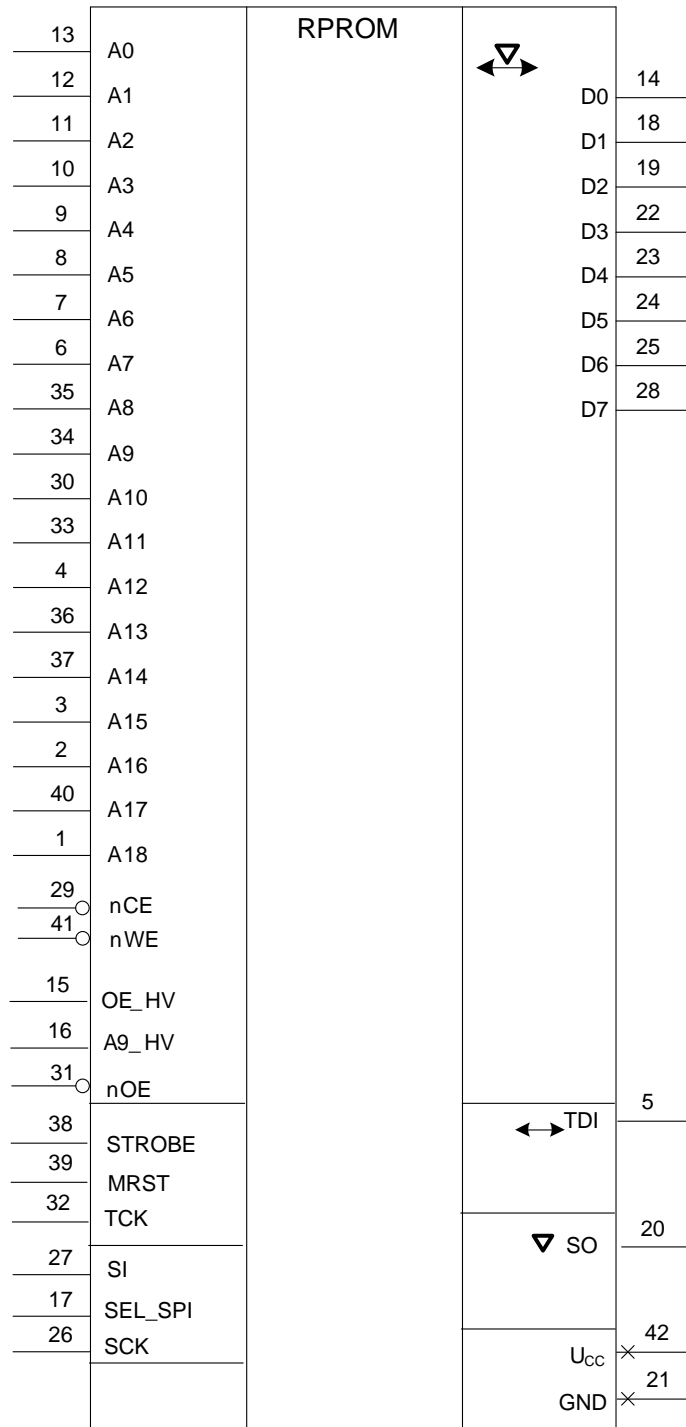 RPROM
13 A0
12 A1
11 A2
10 A3
9 A4
8 A5
7 A6
6 A7
35 A8
34 A9
30 A10
33 A11
4 A12
36 A13
37 A14
3 A15
2 A16
40 A17
1 A18
29 nCE
41 nWE
15 OE_HV
16 A9_HV
31 nOE
38 STROBE
39 MRST
32 TCK
27 SI
17 SEL_SPI
26 SCK
D0 14
D1 18
D2 19
D3 22
D4 23
D5 24
D6 25
D7 28
TDI 5
SO 20
UCC 42
GND 21